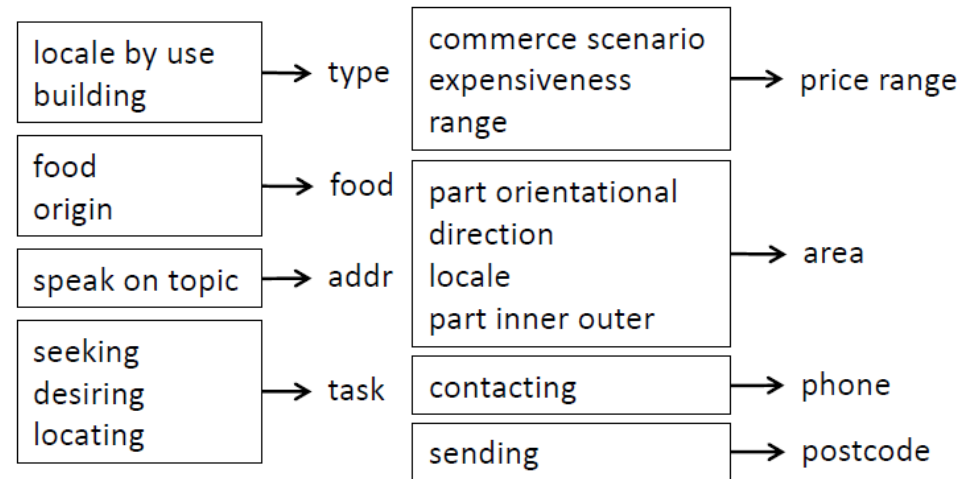 locale by use
building
type
food
origin
food
speak on topic
addr
seeking
desiring
locating
task
commerce scenario
expensiveness
range
price range
part orientational
direction
locale
part inner outer
area
contacting
phone
sending
postcode